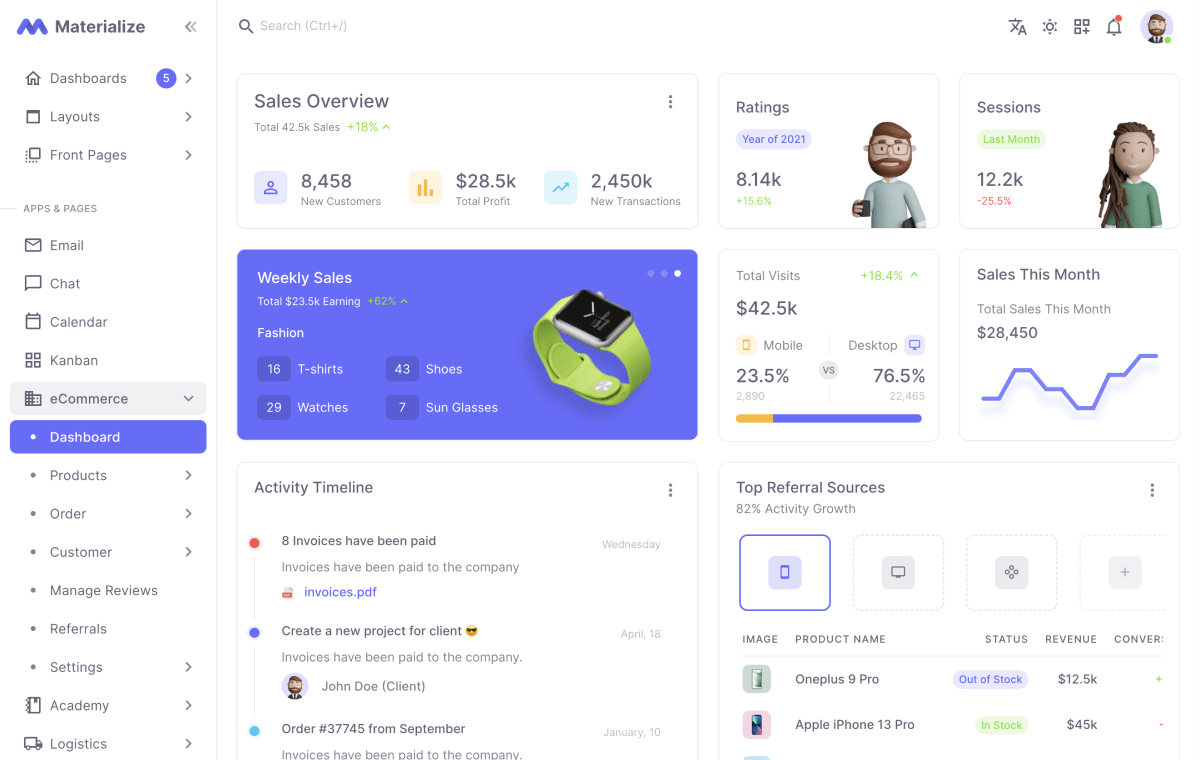 Materialize
Search (Ctrl+/)
Dashboards 5
Layouts
Front Pages
APPS & PAGES
Email
Chat
Calendar
Kanban
eCommerce
Dashboard
Products
Order
Customer
Manage Reviews
Referrals
Settings
Academy
Logistics
Sales Overview
Total 42.5k Sales +18%
8,458
New Customers
$28.5k
Total Profit
2,450k
New Transactions
Ratings
Year of 2021
8.14k
+15.6%
Sessions
Last Month
12.2k
-25.5%
Weekly Sales
Total $23.5k Earning +62%
Fashion
16 T-shirts
43 Shoes
29 Watches
7 Sun Glasses
Total Visits +18.4%
$42.5k
Mobile
23.5%
2,890
VS
Desktop
76.5%
22,465
Sales This Month
Total Sales This Month
$28,450
Activity Timeline
8 Invoices have been paid
Wednesday
Invoices have been paid to the company
invoices.pdf
Create a new project for client 😎
April, 18
Invoices have been paid to the company.
John Doe (Client)
Order #37745 from September
January, 10
Invoices have been paid to the company.
Top Referral Sources
82% Activity Growth
IMAGE PRODUCT NAME STATUS REVENUE CONVERS
Oneplus 9 Pro Out of Stock $12.5k +
Apple iPhone 13 Pro In Stock $45k -